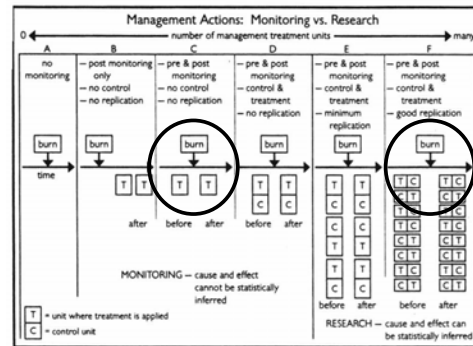 Management Actions: Monitoring vs. Research
0 number of management treatment units many
A B C D E F
no monitoring
– post monitoring only
– no control
– no replication
– pre & post monitoring
– no control
– no replication
– pre & post monitoring
– control & treatment
– no replication
– pre & post monitoring
– control & treatment
– minimum replication
– pre & post monitoring
– control & treatment
– good replication
burn burn burn burn burn burn
time
T T
after
T T
before after
T T
C C
before after
T T
C C
C C
T T
T T
C C
before after
T C T C
C T C T
T C T C
C T C T
C T C T
T C T C
C T C T
C T C T
before after
MONITORING – cause and effect
cannot be statistically
inferred
T = unit where treatment is applied
C = control unit
RESEARCH – cause and effect can
be statistically inferred